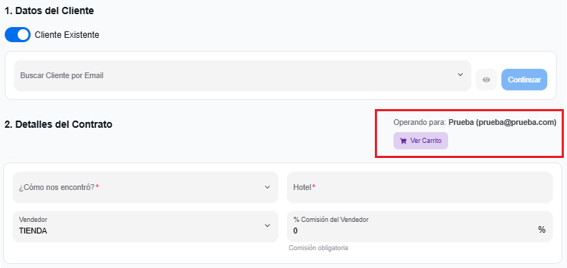 1. Datos del Cliente
Cliente Existente
Buscar Cliente por Email
Continuar
2. Detalles del Contrato
Operando para: Prueba (prueba@prueba.com)
Ver Carrito
¿Cómo nos encontró?*
Hotel*
Vendedor
TIENDA
% Comisión del Vendedor
0 %
Comisión obligatoria